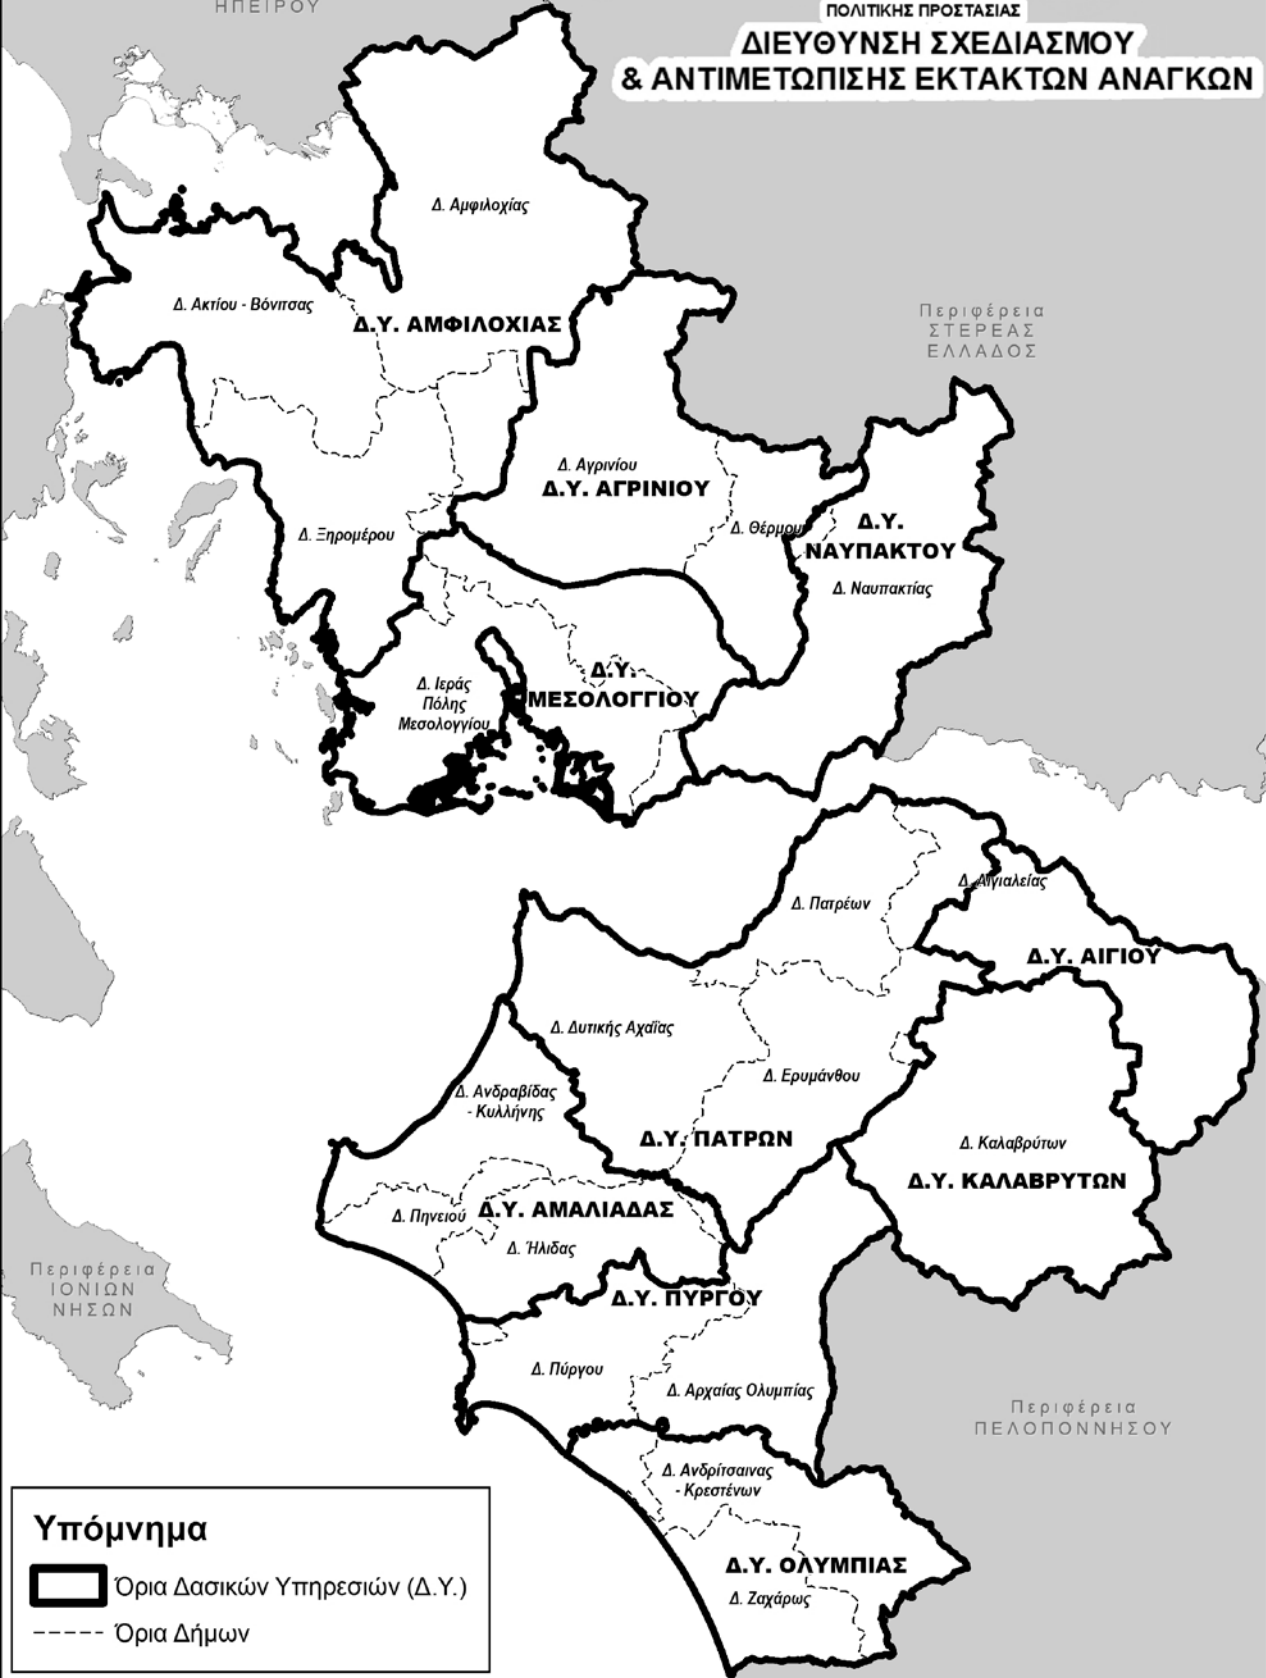 ΗΠΕΙΡΟΥ
ΠΟΛΙΤΙΚΗΣ ΠΡΟΣΤΑΣΙΑΣ
ΔΙΕΥΘΥΝΣΗ ΣΧΕΔΙΑΣΜΟΥ
& ΑΝΤΙΜΕΤΩΠΙΣΗΣ ΕΚΤΑΚΤΩΝ ΑΝΑΓΚΩΝ
Δ. Αμφιλοχίας
Δ. Ακτίου - Βόνιτσας
Δ.Υ. ΑΜΦΙΛΟΧΙΑΣ
Περιφέρεια
ΣΤΕΡΕΑΣ
ΕΛΛΑΔΟΣ
Δ. Αγρινίου
Δ.Υ. ΑΓΡΙΝΙΟΥ
Δ. Ξηρομέρου
Δ. Θέρμου
Δ.Υ.
ΝΑΥΠΑΚΤΟΥ
Δ. Ναυπακτίας
Δ. Ιεράς
Πόλης
Μεσολογγίου
Δ.Υ.
ΜΕΣΟΛΟΓΓΙΟΥ
Δ. Πατρέων
Δ. Αιγιαλείας
Δ.Υ. ΑΙΓΙΟΥ
Δ. Δυτικής Αχαΐας
Δ. Ερυμάνθου
Δ. Ανδραβίδας
- Κυλλήνης
Δ.Υ. ΠΑΤΡΩΝ
Δ. Καλαβρύτων
Δ.Υ. ΚΑΛΑΒΡΥΤΩΝ
Δ. Πηνειού
Δ.Υ. ΑΜΑΛΙΑΔΑΣ
Δ. Ήλιδας
Περιφέρεια
ΙΟΝΙΩΝ
ΝΗΣΩΝ
Δ.Υ. ΠΥΡΓΟΥ
Δ. Πύργου
Δ. Αρχαίας Ολυμπίας
Περιφέρεια
ΠΕΛΟΠΟΝΝΗΣΟΥ
Δ. Ανδρίτσαινας
- Κρεστένων
Δ.Υ. ΟΛΥΜΠΙΑΣ
Δ. Ζαχάρως
Υπόμνημα
Όρια Δασικών Υπηρεσιών (Δ.Υ.)
Όρια Δήμων